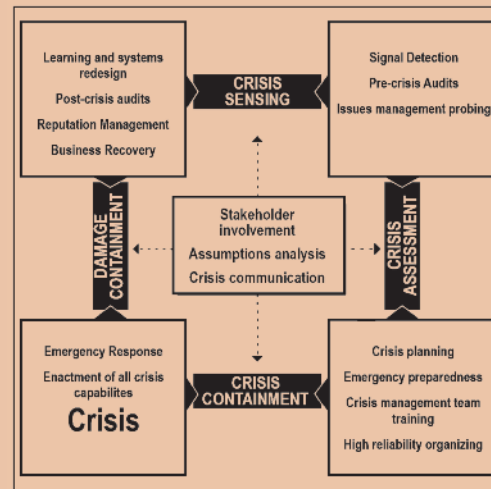 Learning and systems
redesign
Post-crisis audits
Reputation Management
Business Recovery
CRISIS
SENSING
Signal Detection
Pre-crisis Audits
Issues management probing
DAMAGE
CONTAINMENT
Stakeholder
involvement
Assumptions analysis
Crisis communication
CRISIS
ASSESSMENT
Emergency Response
Enactment of all crisis
capabilites
Crisis
CRISIS
CONTAINMENT
Crisis planning
Emergency preparedness
Crisis management team
training
High reliability organizing